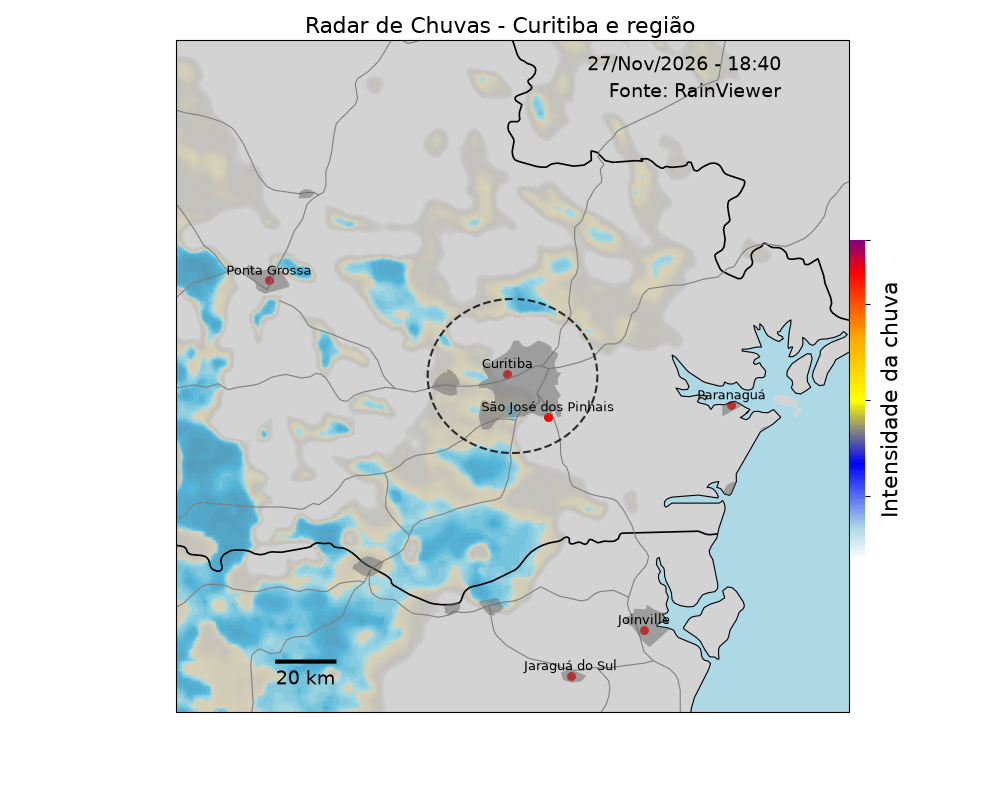 Radar de Chuvas - Curitiba e região
27/Nov/2026 - 18:40
Fonte: RainViewer
Ponta Grossa
Curitiba
Paranaguá
São José dos Pinhais
Intensidade da chuva
Joinville
Jaraguá do Sul
20 km